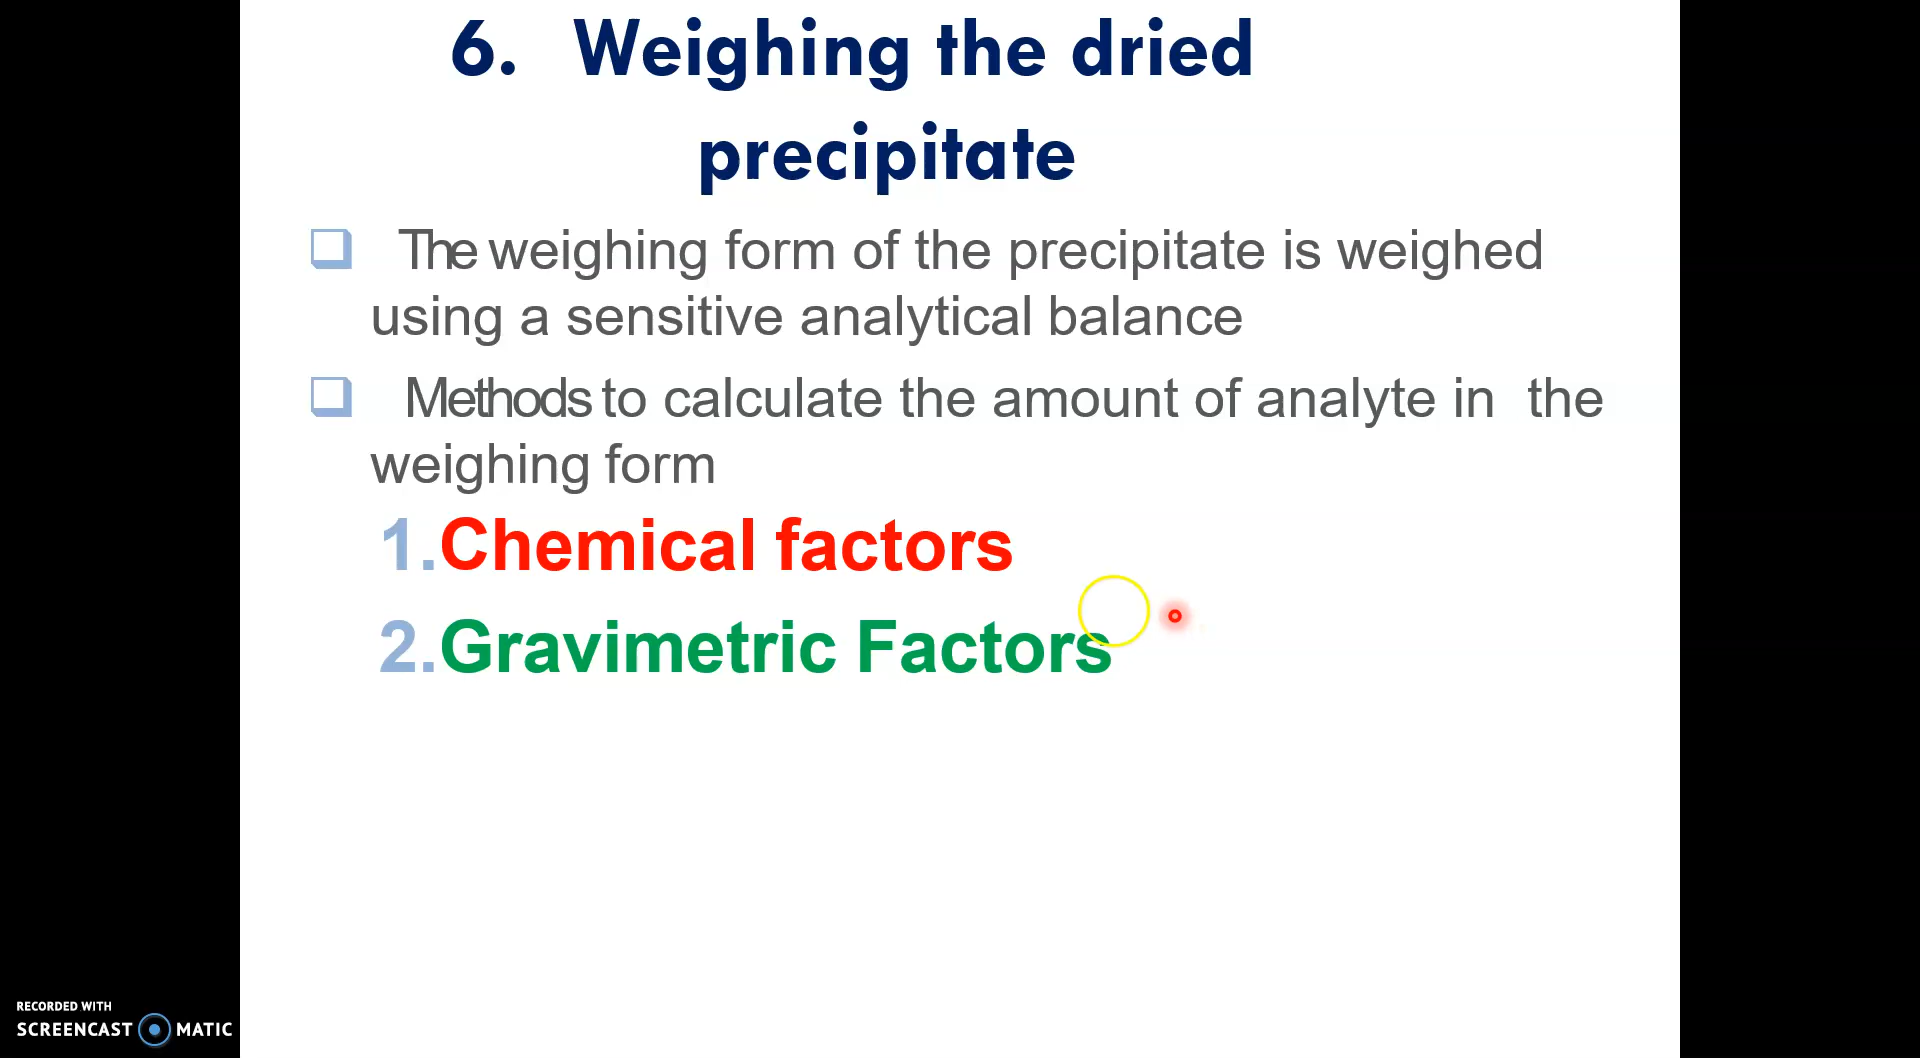 6. Weighing the dried
precipitate
The weighing form of the precipitate is weighed
using a sensitive analytical balance
Methods to calculate the amount of analyte in the
weighing form
1.Chemical factors
2.Gravimetric Factors
RECORDED WITH
SCREENCAST MATIC